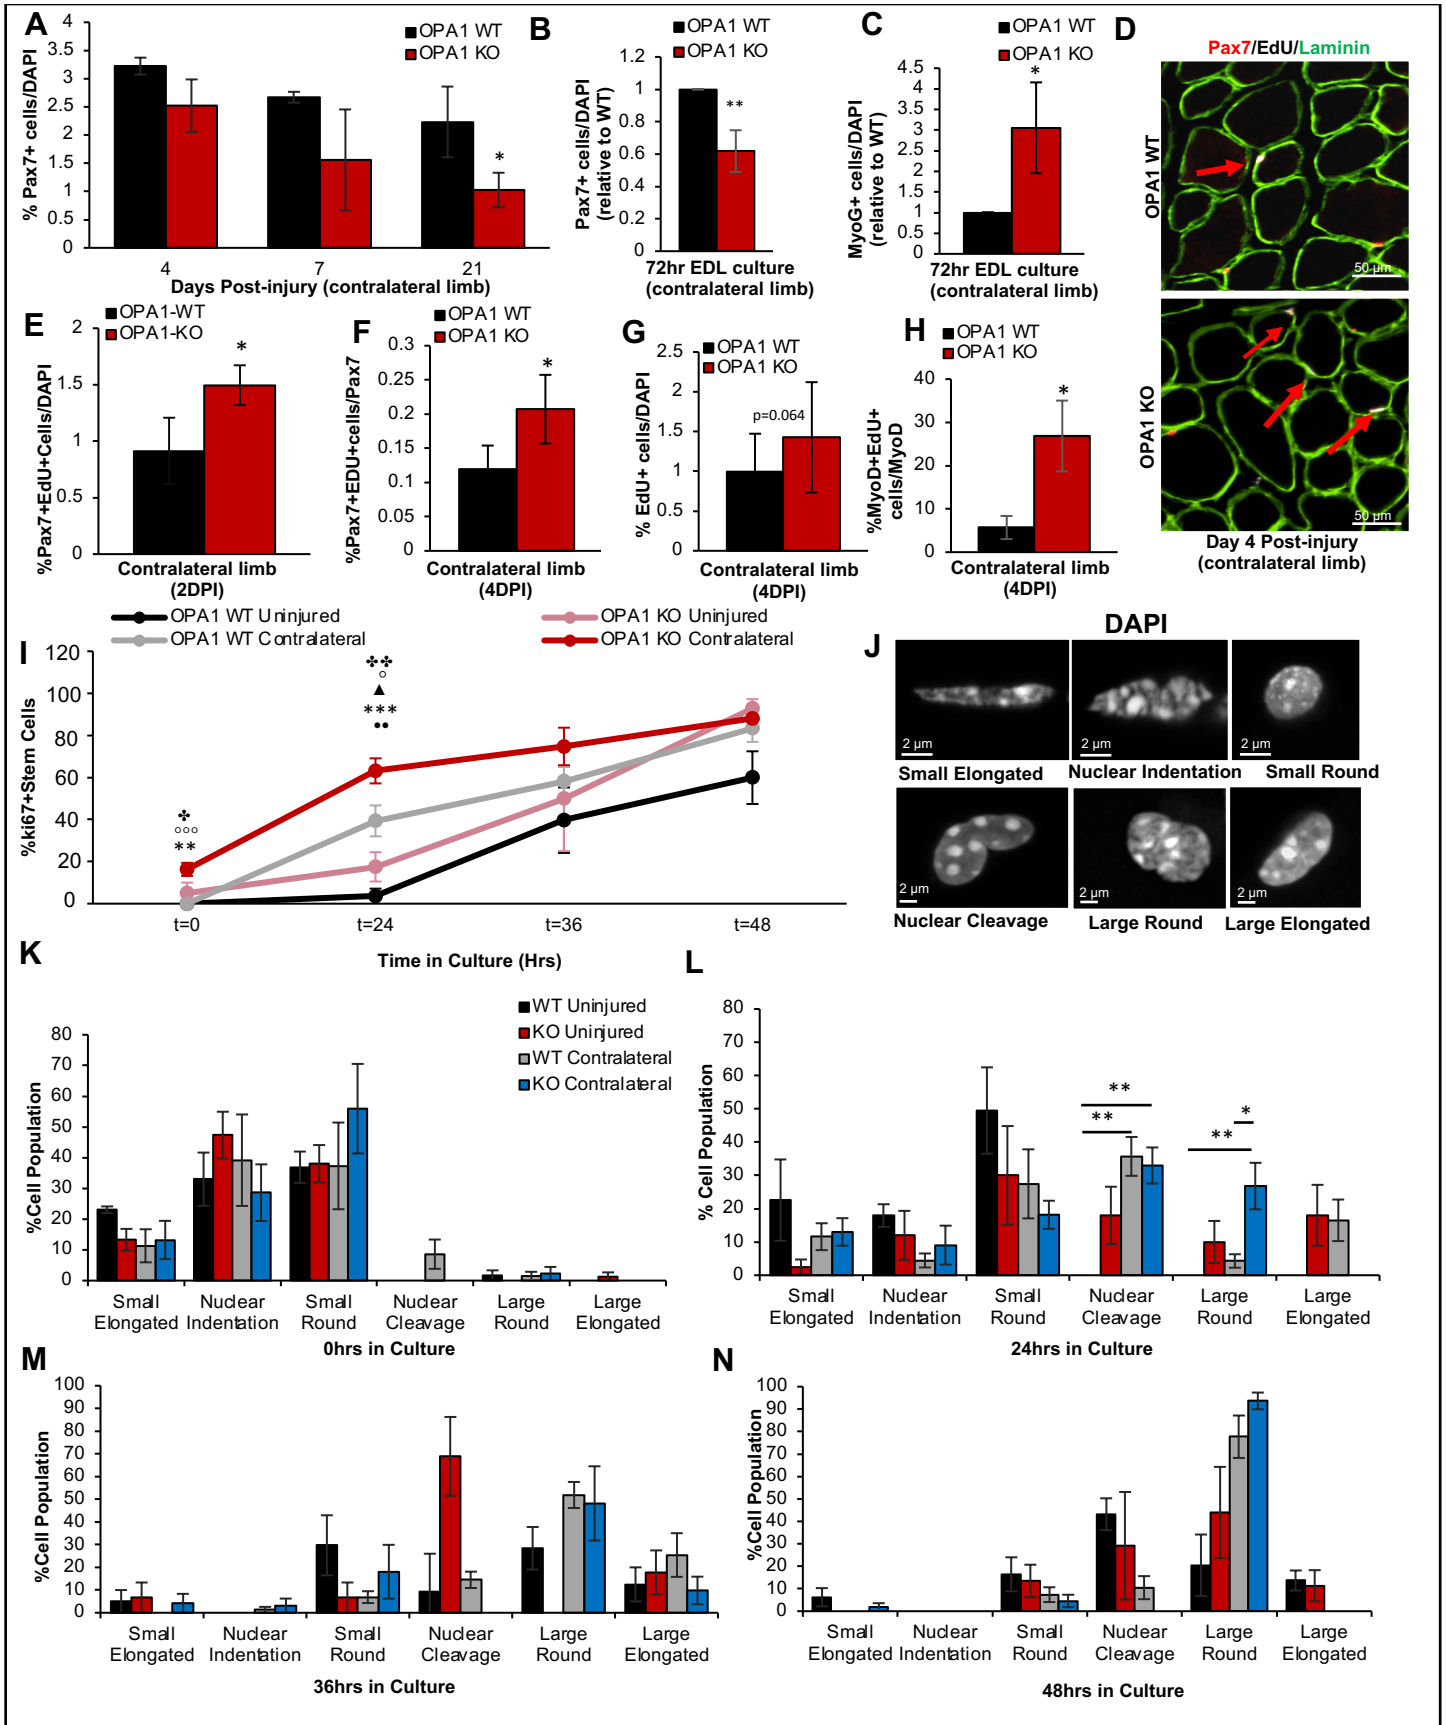 A
OPA1 WT
OPA1 KO
% Pax7+ cells/DAPI
4
3.5
3
2.5
2
1.5
1
0.5
0
*
4 7 21
Days Post-injury (contralateral limb)
B
OPA1 WT
OPA1 KO
Pax7+ cells/DAPI
(relative to WT)
1.2
1
0.8
0.6
0.4
0.2
0
**
72hr EDL culture
(contralateral limb)
C
OPA1 WT
OPA1 KO
MyoG+ cells/DAPI
(relative to WT)
4.5
4
3.5
3
2.5
2
1.5
1
0.5
0
*
72hr EDL culture
(contralateral limb)
D
Pax7/EdU/Laminin
OPA1 WT
50 µm
OPA1 KO
50 µm
Day 4 Post-injury
(contralateral limb)
E
OPA1-WT
OPA1-KO
%Pax7+EdU+Cells/DAPI
2
1.5
1
0.5
0
*
Contralateral limb
(2DPI)
F
OPA1 WT
OPA1 KO
%Pax7+EDU+cells/Pax7
0.3
0.25
0.2
0.15
0.1
0.05
0
*
Contralateral limb
(4DPI)
G
OPA1 WT
OPA1 KO
% EdU+ cells/DAPI
2.5
2
1.5
1
0.5
0
p=0.064
Contralateral limb
(4DPI)
H
OPA1 WT
OPA1 KO
%MyoD+EdU+
cells/MyoD
40
30
20
10
0
*
Contralateral limb
(4DPI)
I
OPA1 WT Uninjured
OPA1 WT Contralateral
OPA1 KO Uninjured
OPA1 KO Contralateral
%ki67+Stem Cells
120
100
80
60
40
20
0
✤
○○○
**
✤✤
○
▲
***
••
t=0 t=24 t=36 t=48
Time in Culture (Hrs)
J
DAPI
2 µm
2 µm
2 µm
Small Elongated Nuclear Indentation Small Round
2 µm
2 µm
2 µm
Nuclear Cleavage Large Round Large Elongated
K
WT Uninjured
KO Uninjured
WT Contralateral
KO Contralateral
%Cell Population
80
70
60
50
40
30
20
10
0
Small Nuclear Small Nuclear Large Large
Elongated Indentation Round Cleavage Round Elongated
0hrs in Culture
L
% Cell Population
80
70
60
50
40
30
20
10
0
**
**
**
*
Small Nuclear Small Nuclear Large Large
Elongated Indentation Round Cleavage Round Elongated
24hrs in Culture
M
%Cell Population
100
90
80
70
60
50
40
30
20
10
0
Small Nuclear Small Nuclear Large Large
Elongated Indentation Round Cleavage Round Elongated
36hrs in Culture
N
%Cell Population
100
90
80
70
60
50
40
30
20
10
0
Small Nuclear Small Nuclear Large Large
Elongated Indentation Round Cleavage Round Elongated
48hrs in Culture